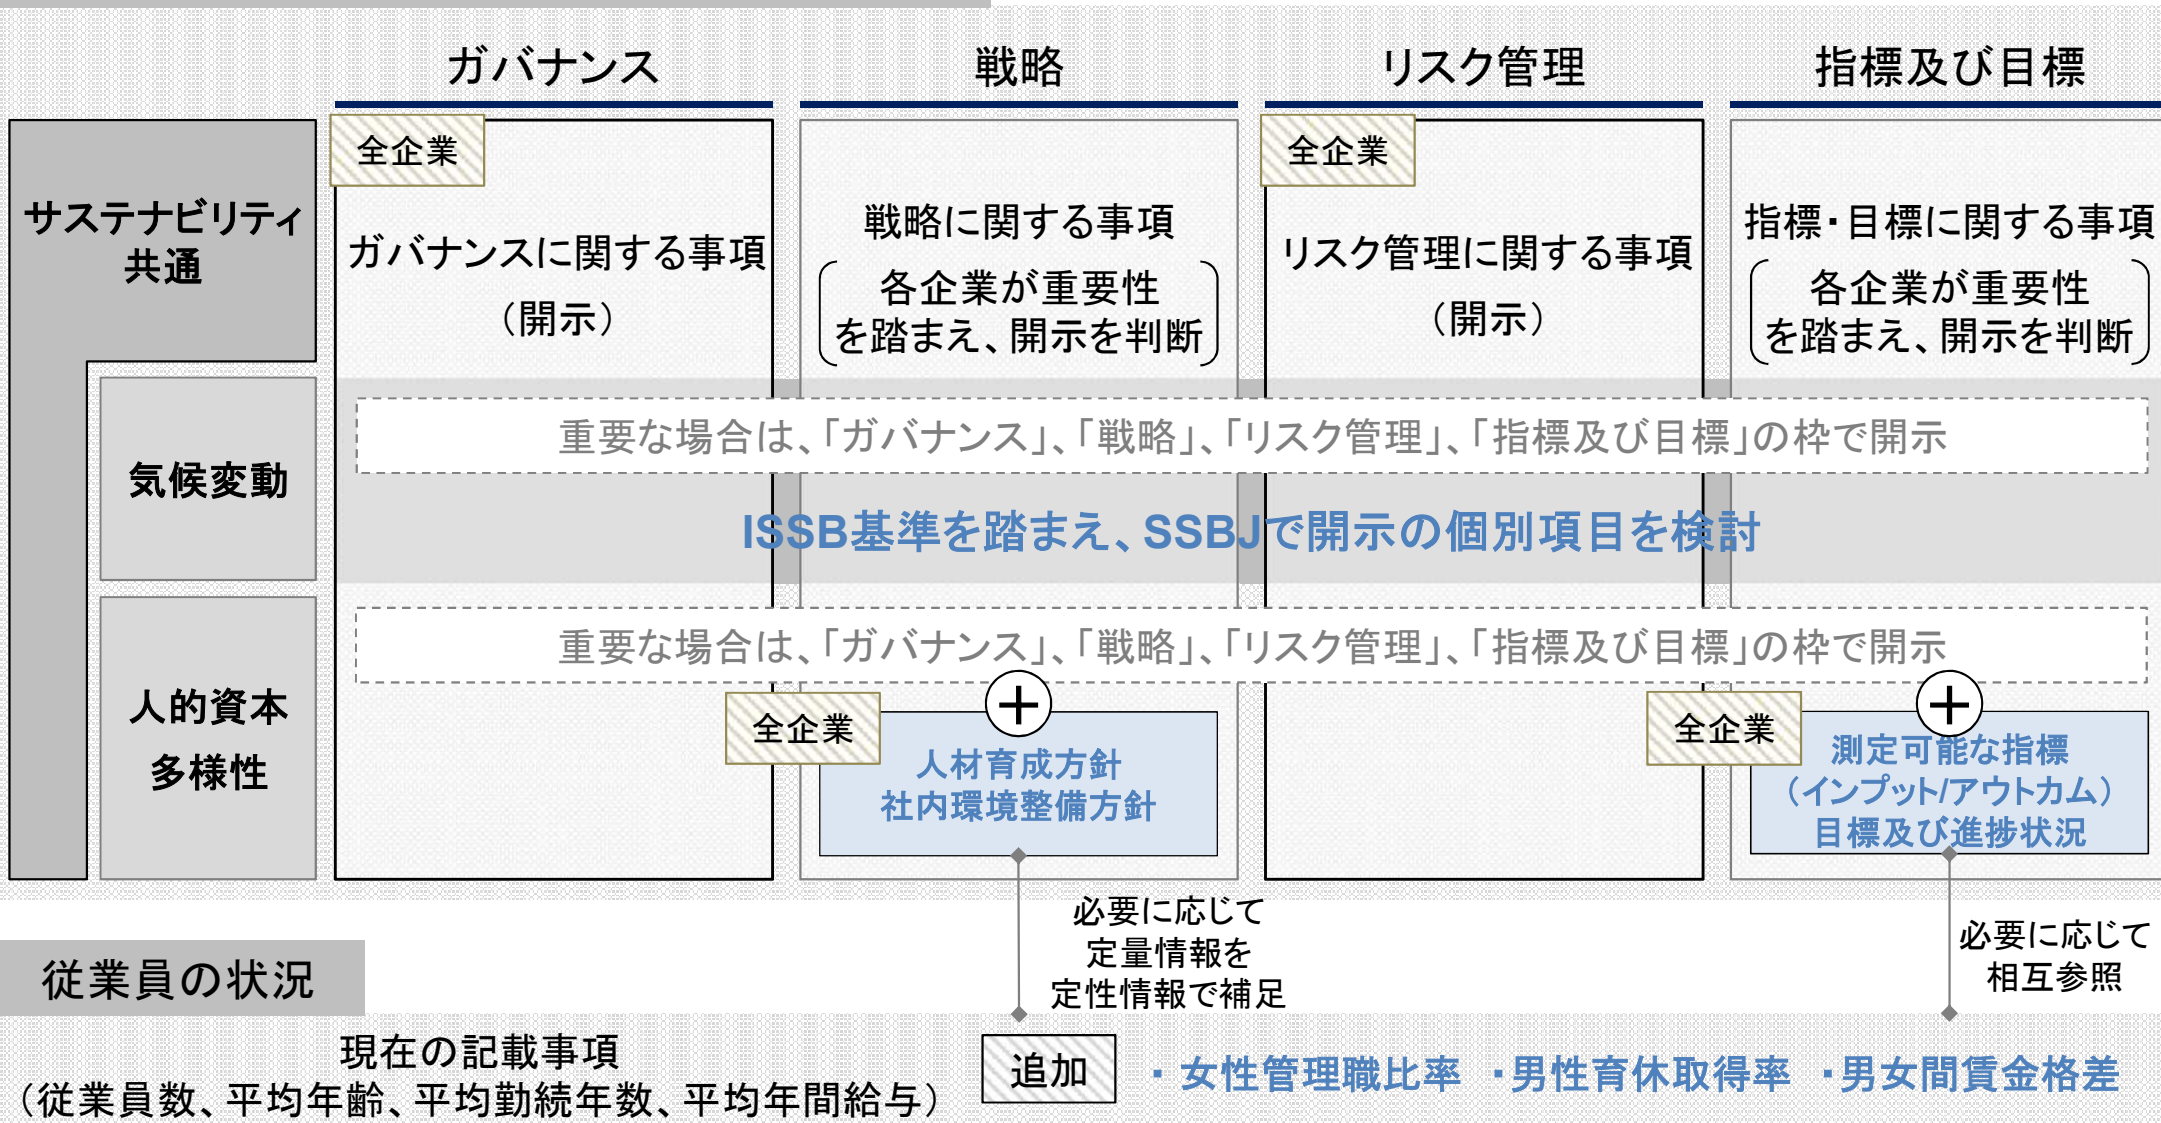 ガバナンス
戦略
リスク管理
指標及び目標
サステナビリティ
共通
全企業
ガバナンスに関する事項
（開示）
戦略に関する事項
各企業が重要性
を踏まえ、開示を判断
全企業
リスク管理に関する事項
（開示）
指標・目標に関する事項
各企業が重要性
を踏まえ、開示を判断
気候変動
重要な場合は、「ガバナンス」、「戦略」、「リスク管理」、「指標及び目標」の枠で開示
ISSB基準を踏まえ、SSBJで開示の個別項目を検討
人的資本
多様性
重要な場合は、「ガバナンス」、「戦略」、「リスク管理」、「指標及び目標」の枠で開示
全企業
＋
人材育成方針
社内環境整備方針
全企業
＋
測定可能な指標
（インプット/アウトカム）
目標及び進捗状況
必要に応じて
定量情報を
定性情報で補足
必要に応じて
相互参照
従業員の状況
現在の記載事項
（従業員数、平均年齢、平均勤続年数、平均年間給与）
追加
・女性管理職比率 ・男性育休取得率 ・男女間賃金格差